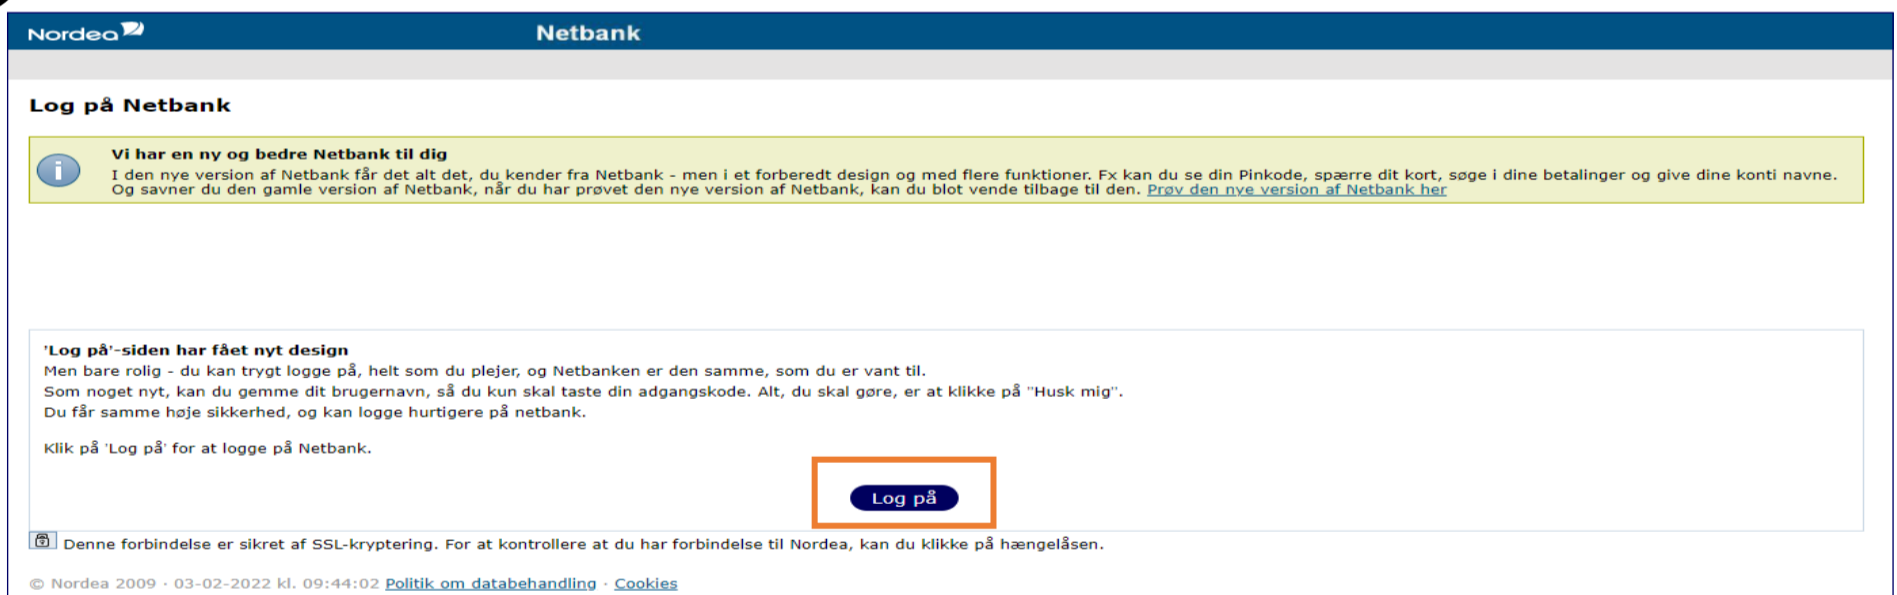 Nordea
Netbank
Log på Netbank
Vi har en ny og bedre Netbank til dig
I den nye version af Netbank får det alt det, du kender fra Netbank - men i et forberedt design og med flere funktioner. Fx kan du se din Pinkode, spærre dit kort, søge i dine betalinger og give dine konti navne.
Og savner du den gamle version af Netbank, når du har prøvet den nye version af Netbank, kan du blot vende tilbage til den. Prøv den nye version af Netbank her
'Log på'-siden har fået nyt design
Men bare rolig - du kan trygt logge på, helt som du plejer, og Netbanken er den samme, som du er vant til.
Som noget nyt, kan du gemme dit brugernavn, så du kun skal taste din adgangskode. Alt, du skal gøre, er at klikke på "Husk mig".
Du får samme høje sikkerhed, og kan logge hurtigere på netbank.
Klik på 'Log på' for at logge på Netbank.
Log på
Denne forbindelse er sikret af SSL-kryptering. For at kontrollere at du har forbindelse til Nordea, kan du klikke på hængelåsen.
© Nordea 2009 · 03-02-2022 kl. 09:44:02 Politik om databehandling · Cookies